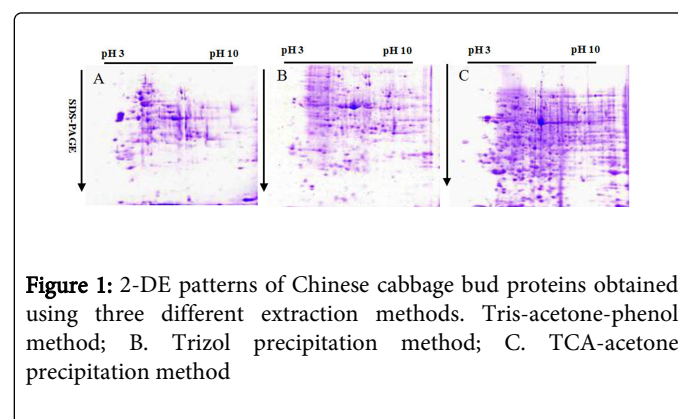 pH 3 pH 10 pH 3 pH 10 pH 3 pH 10
A B C
SDS-PAGE
Figure 1: 2-DE patterns of Chinese cabbage bud proteins obtained
using three different extraction methods. Tris-acetone-phenol
method; B. Trizol precipitation method; C. TCA-acetone
precipitation method